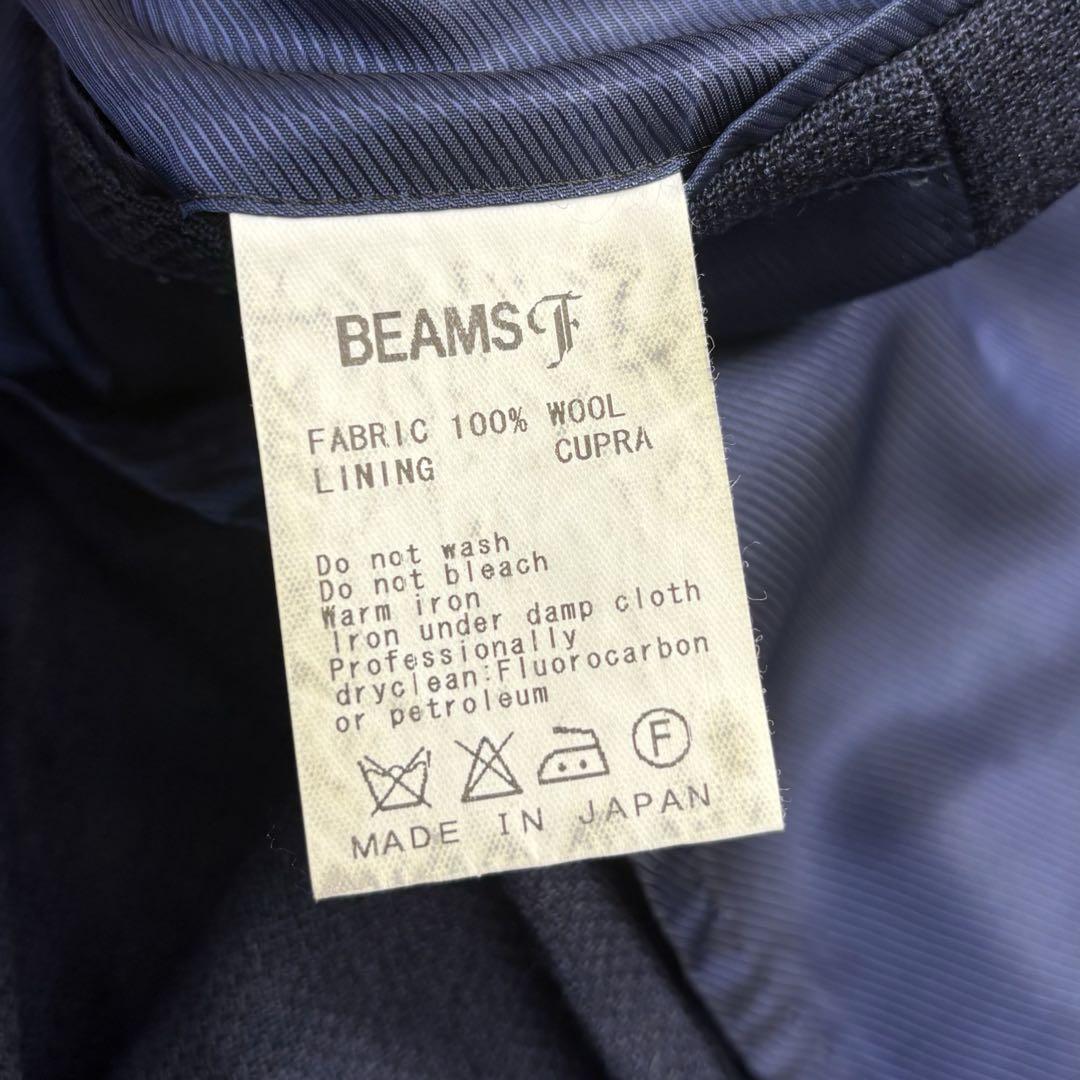 BEAMS F
FABRIC 100% WOOL
LINING CUPRA
Do not wash
Do not bleach
Warm iron
Iron under damp cloth
Professionally
dryclean:Fluorocarbon
or petroleum
F
MADE IN JAPAN